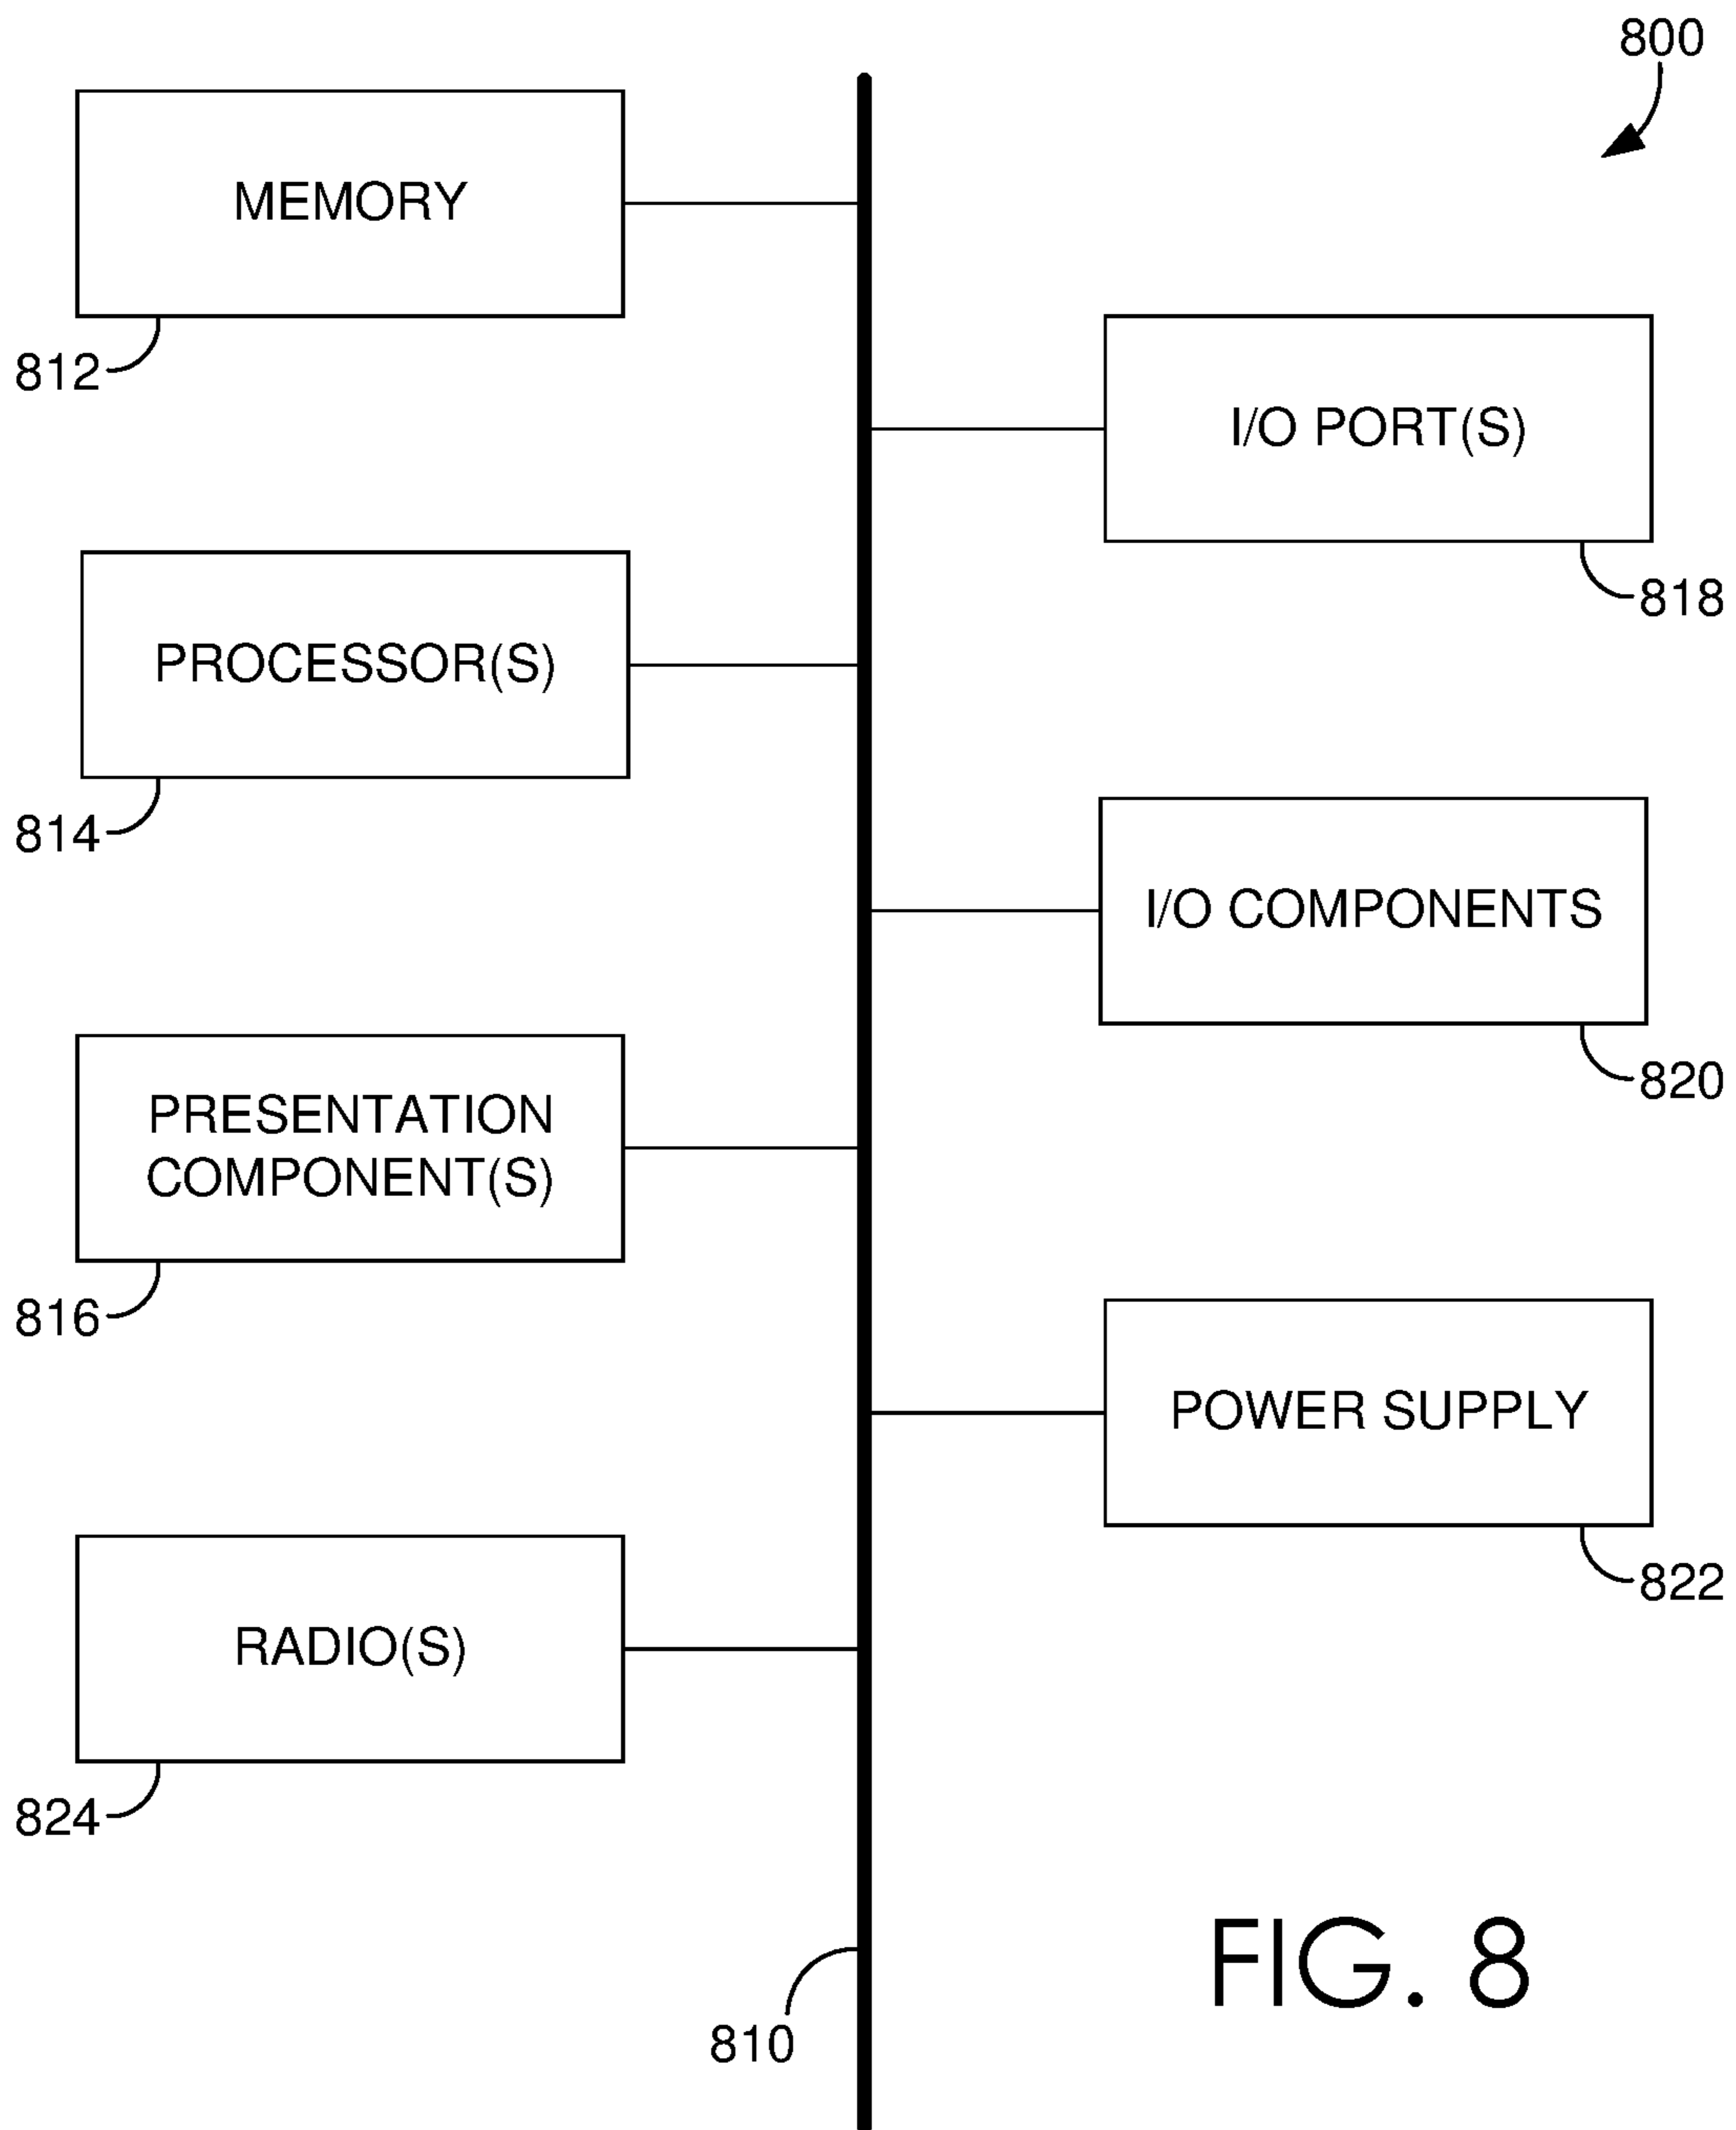 800
MEMORY
812
I/O PORT(S)
818
PROCESSOR(S)
814
I/O COMPONENTS
820
PRESENTATION
COMPONENT(S)
816
POWER SUPPLY
822
RADIO(S)
824
810
FIG. 8